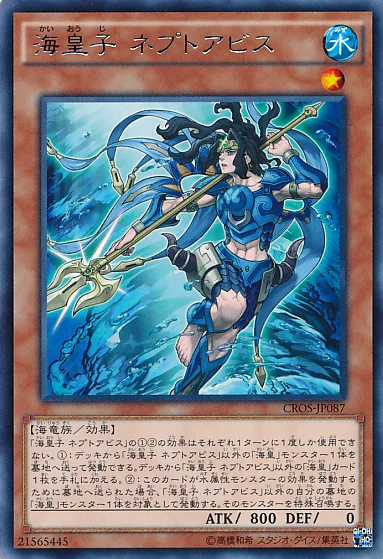 海皇子 ネプトアビス
水
CROS-JP087
【海竜族／効果】
「海皇子 ネプトアビス」の①②の効果はそれぞれ1ターンに1度しか使用でき
ない。①：デッキから「海皇子 ネプトアビス」以外の「海皇」モンスター1体を
墓地へ送って発動できる。デッキから「海皇子 ネプトアビス」以外の「海皇」カード
1枚を手札に加える。②：このカードが水属性モンスターの効果を発動する
ために墓地へ送られた場合、「海皇子 ネプトアビス」以外の自分の墓地の
「海皇」モンスター1体を対象として発動する。そのモンスターを特殊召喚する。
ATK/ 800 DEF/ 0
21565445
©高橋和希 スタジオ・ダイス/集英社